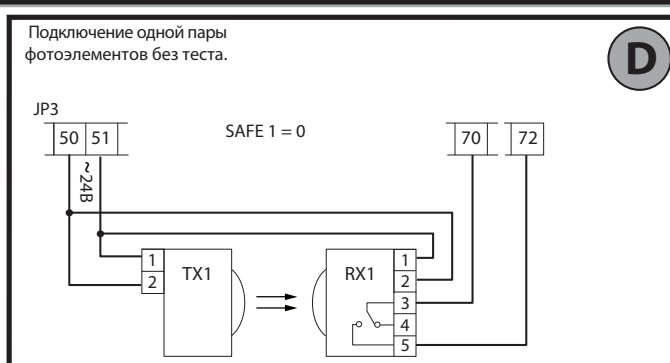 Подключение одной пары
фотоэлементов без теста.
D
JP3
50 51
SAFE 1 = 0
70 72
~24В
1
2
TX1
RX1
1
2
3
4
5